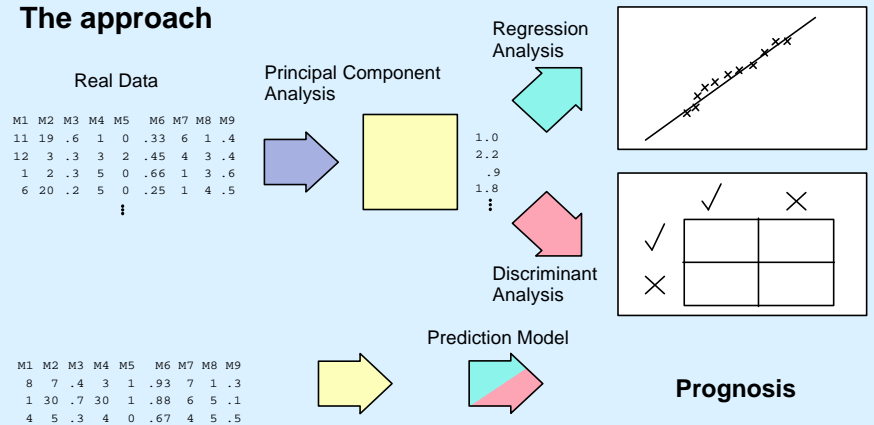 The approach
Real Data
M1 M2 M3 M4 M5 M6 M7 M8 M9
11 19 .6 1 0 .33 6 1 .4
12 3 .3 3 2 .45 4 3 .4
1 2 .3 5 0 .66 1 3 .6
6 20 .2 5 0 .25 1 4 .5
Principal Component
Analysis
1.0
2.2
.9
1.8
Regression
Analysis
Discriminant
Analysis
M1 M2 M3 M4 M5 M6 M7 M8 M9
8 7 .4 3 1 .93 7 1 .3
1 30 .7 30 1 .88 6 5 .1
4 5 .3 4 0 .67 4 5 .5
Prediction Model
Prognosis